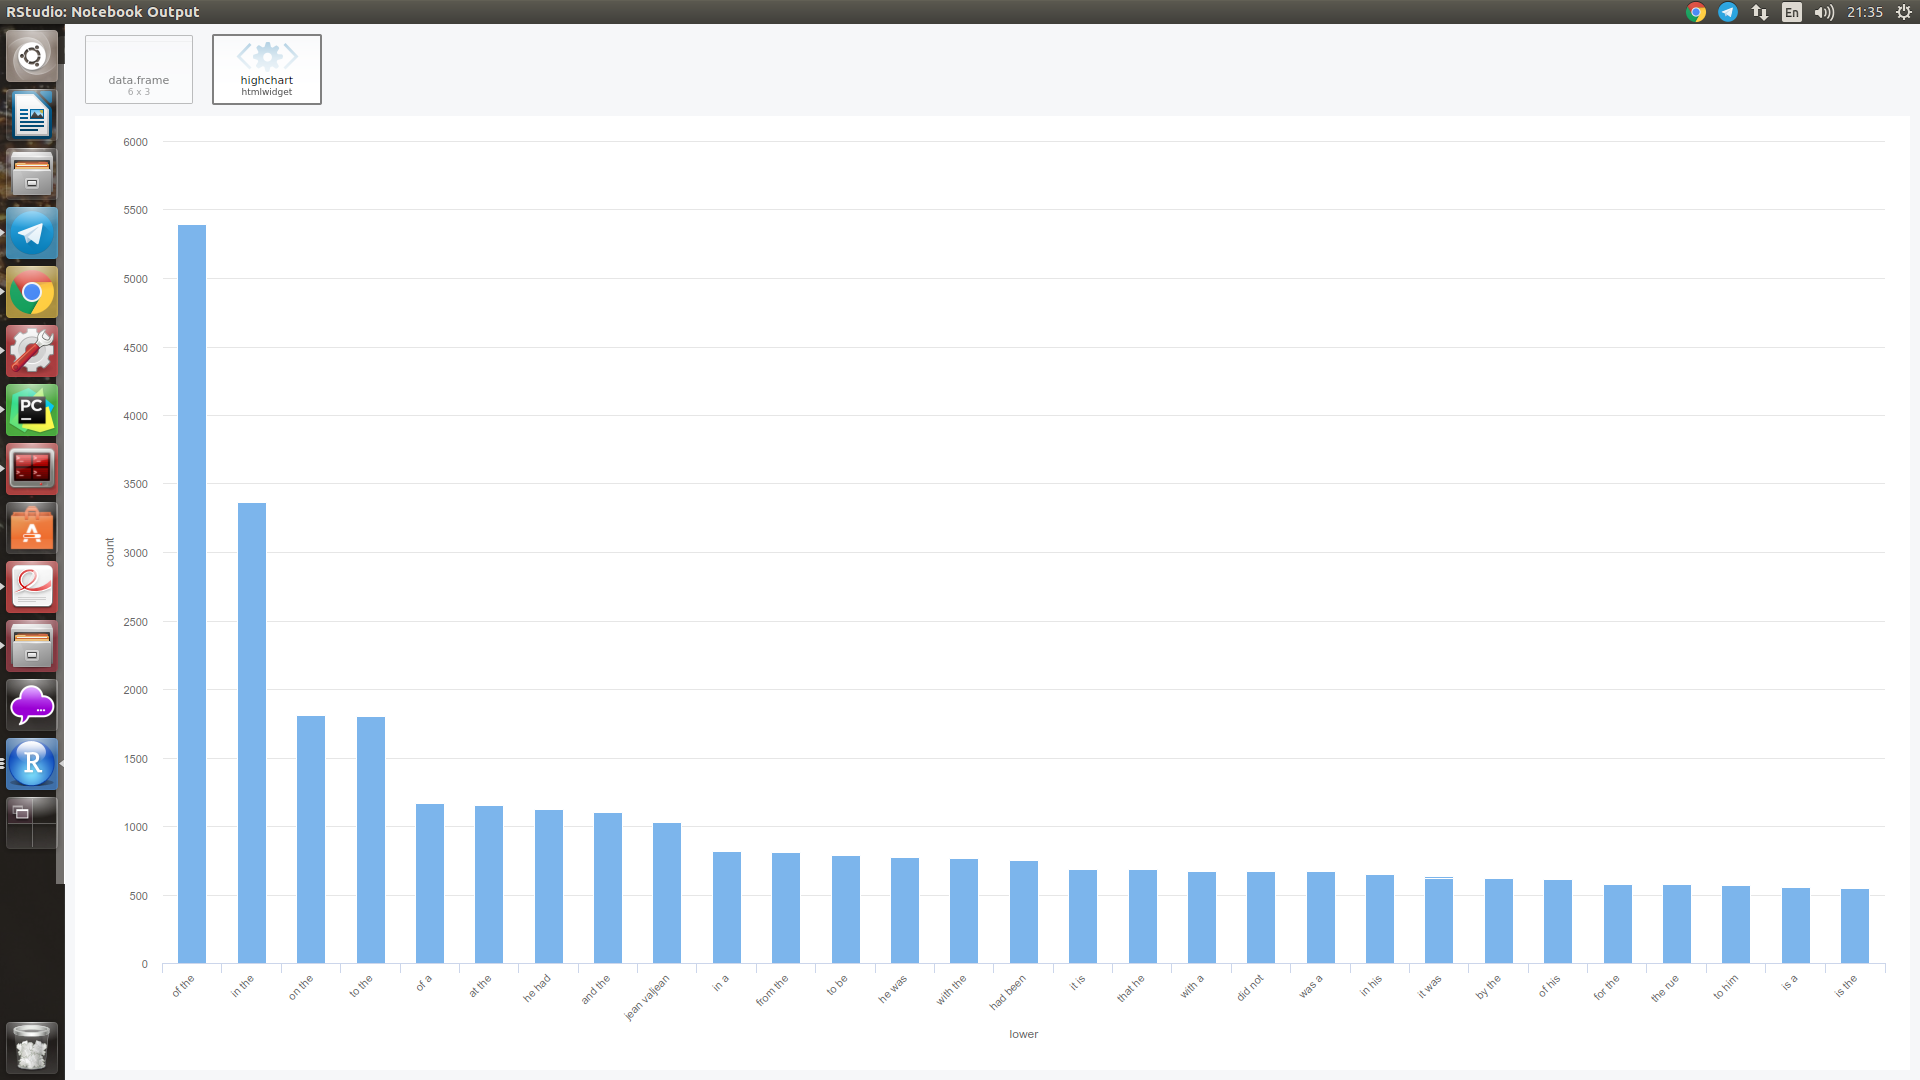 RStudio: Notebook Output
En
21:35
data.frame
6 x 3
highchart
htmlwidget
6000
5500
5000
4500
4000
3500
3000
2500
2000
1500
1000
500
0
count
of the
in the
on the
to the
of a
at the
he had
and the
jean valjean
in a
from the
to be
he was
with the
had been
it is
that he
with a
did not
was a
in his
it was
by the
of his
for the
the rue
to him
is a
is the
lower
PC
A
R